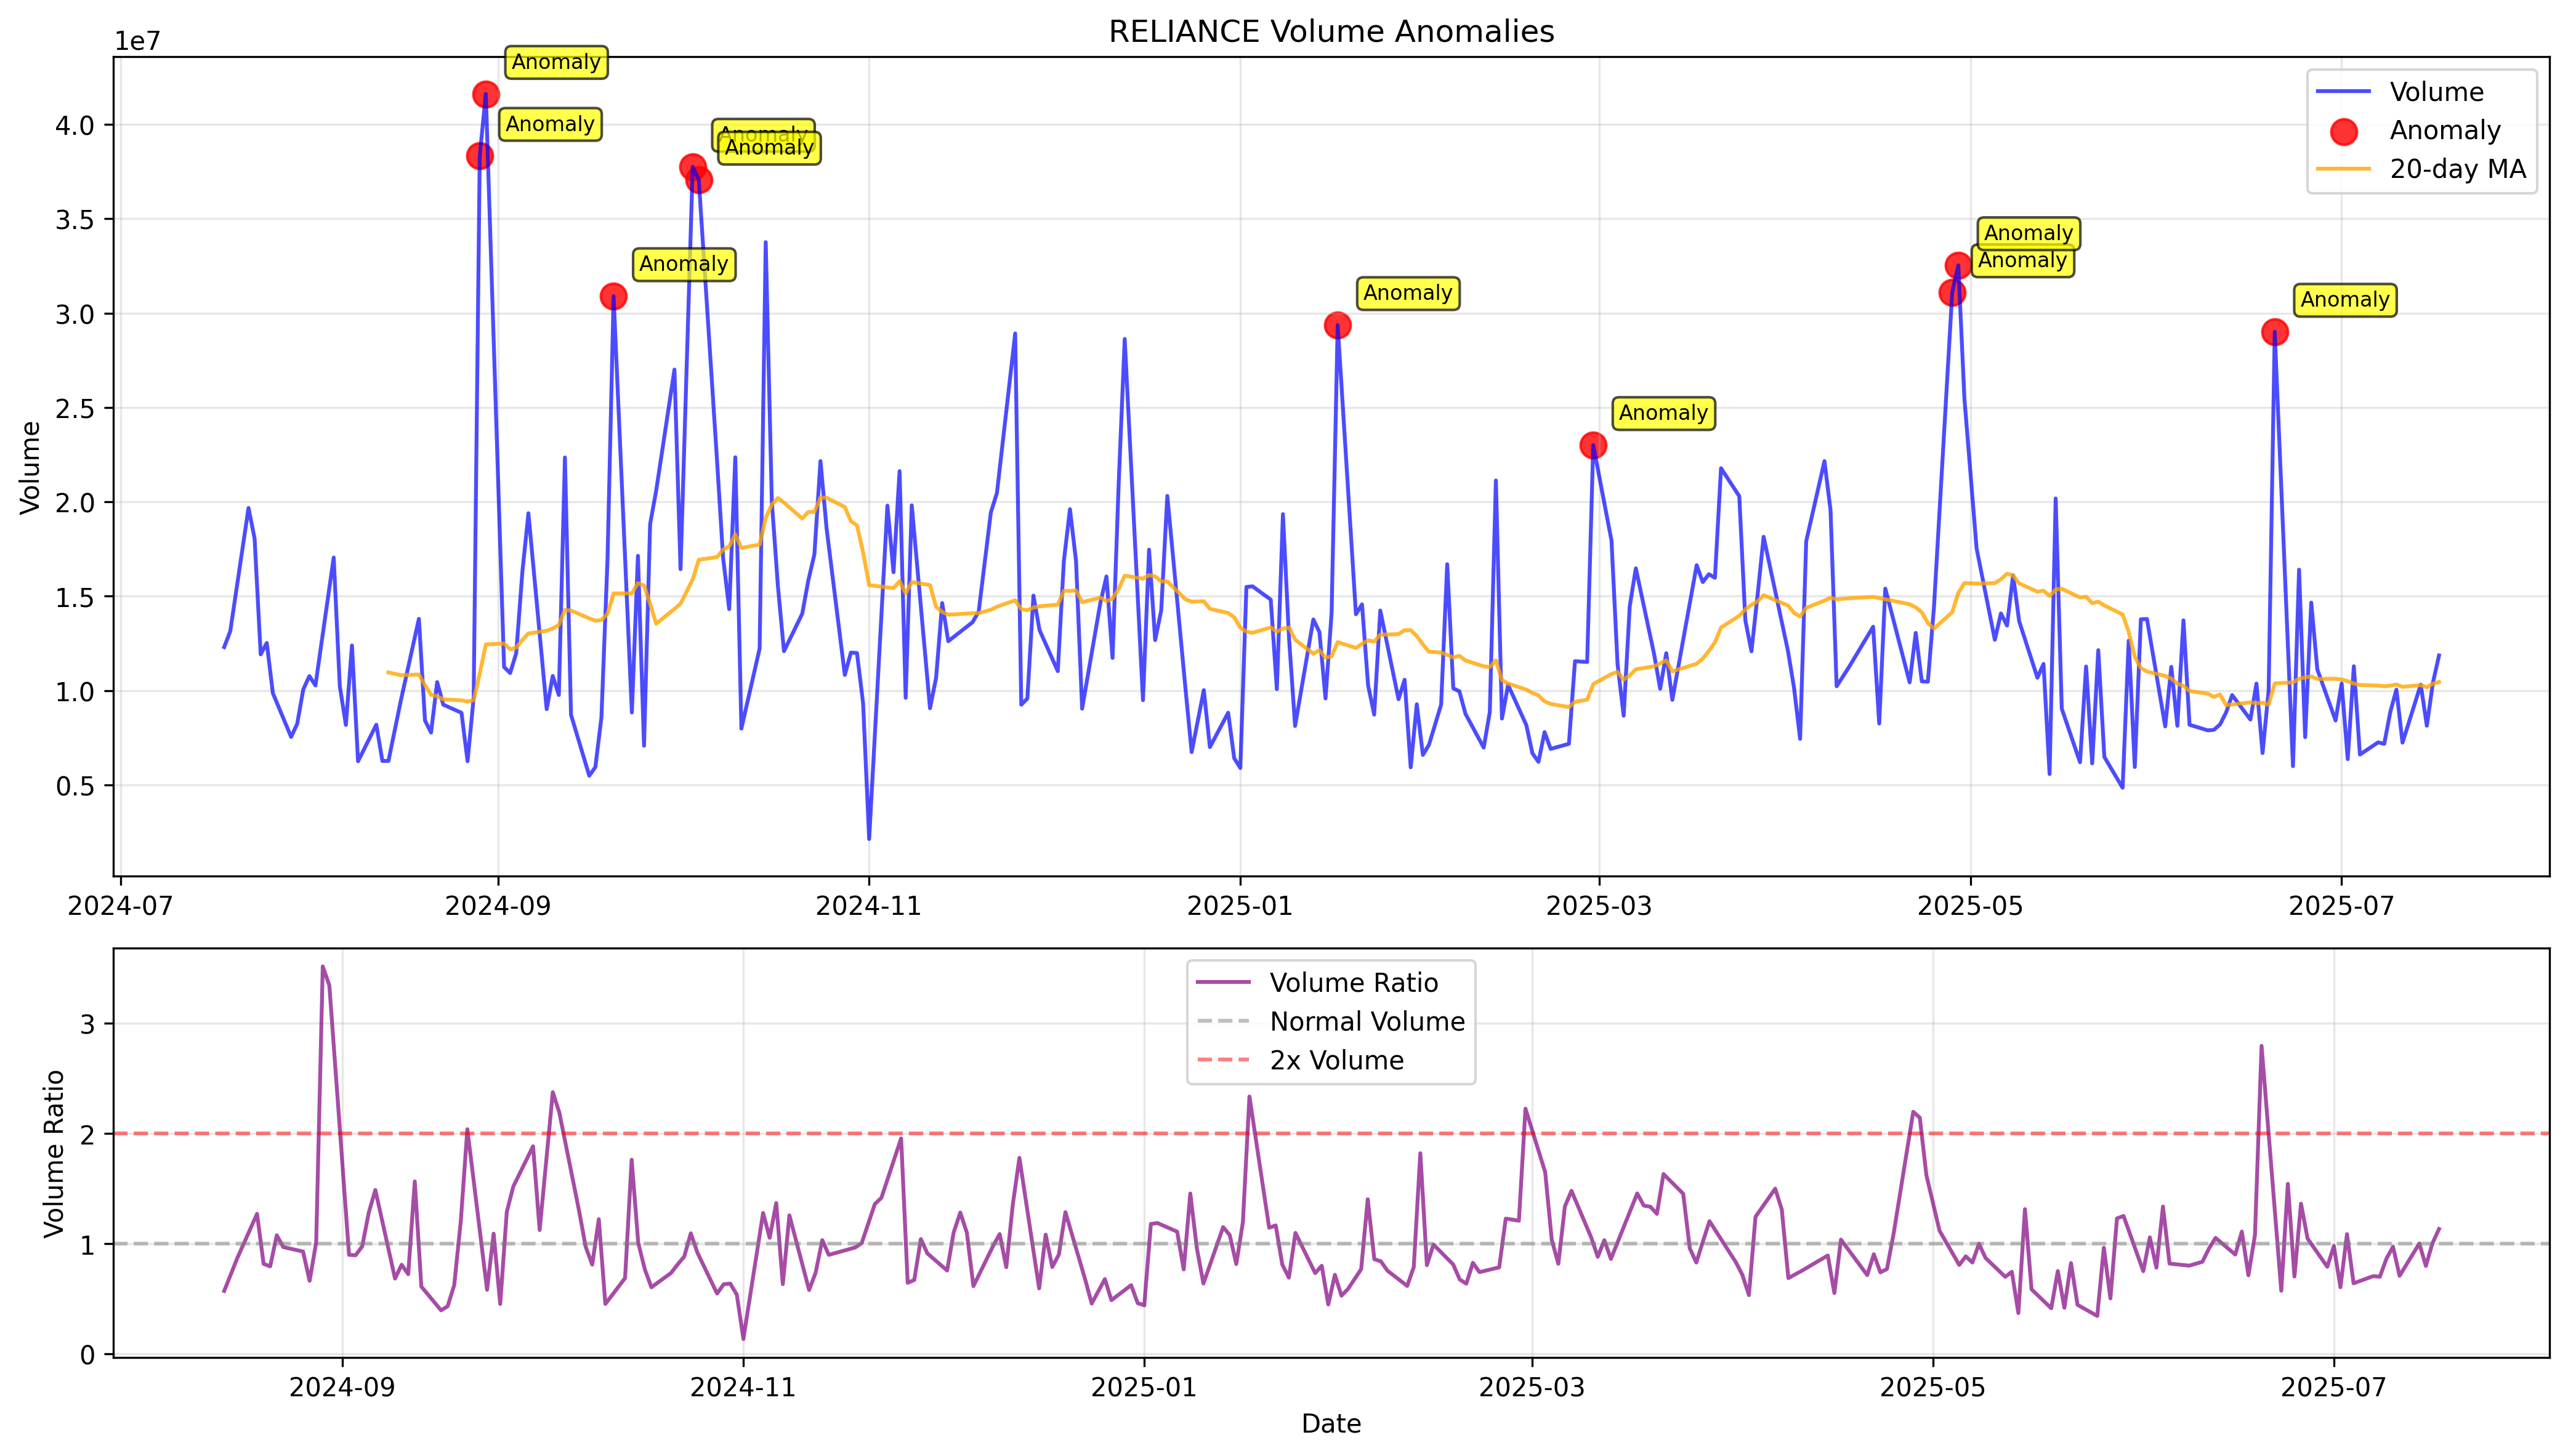 RELIANCE Volume Anomalies
1e7
Anomaly
Anomaly
Anomaly
Anomaly
Anomaly
Anomaly
Anomaly
Anomaly
Anomaly
Anomaly
Volume
Anomaly
20-day MA
4.0
3.5
3.0
2.5
2.0
1.5
1.0
0.5
Volume
2024-07 2024-09 2024-11 2025-01 2025-03 2025-05 2025-07
Volume Ratio
Normal Volume
2x Volume
3
2
1
0
Volume Ratio
2024-09 2024-11 2025-01 2025-03 2025-05 2025-07
Date